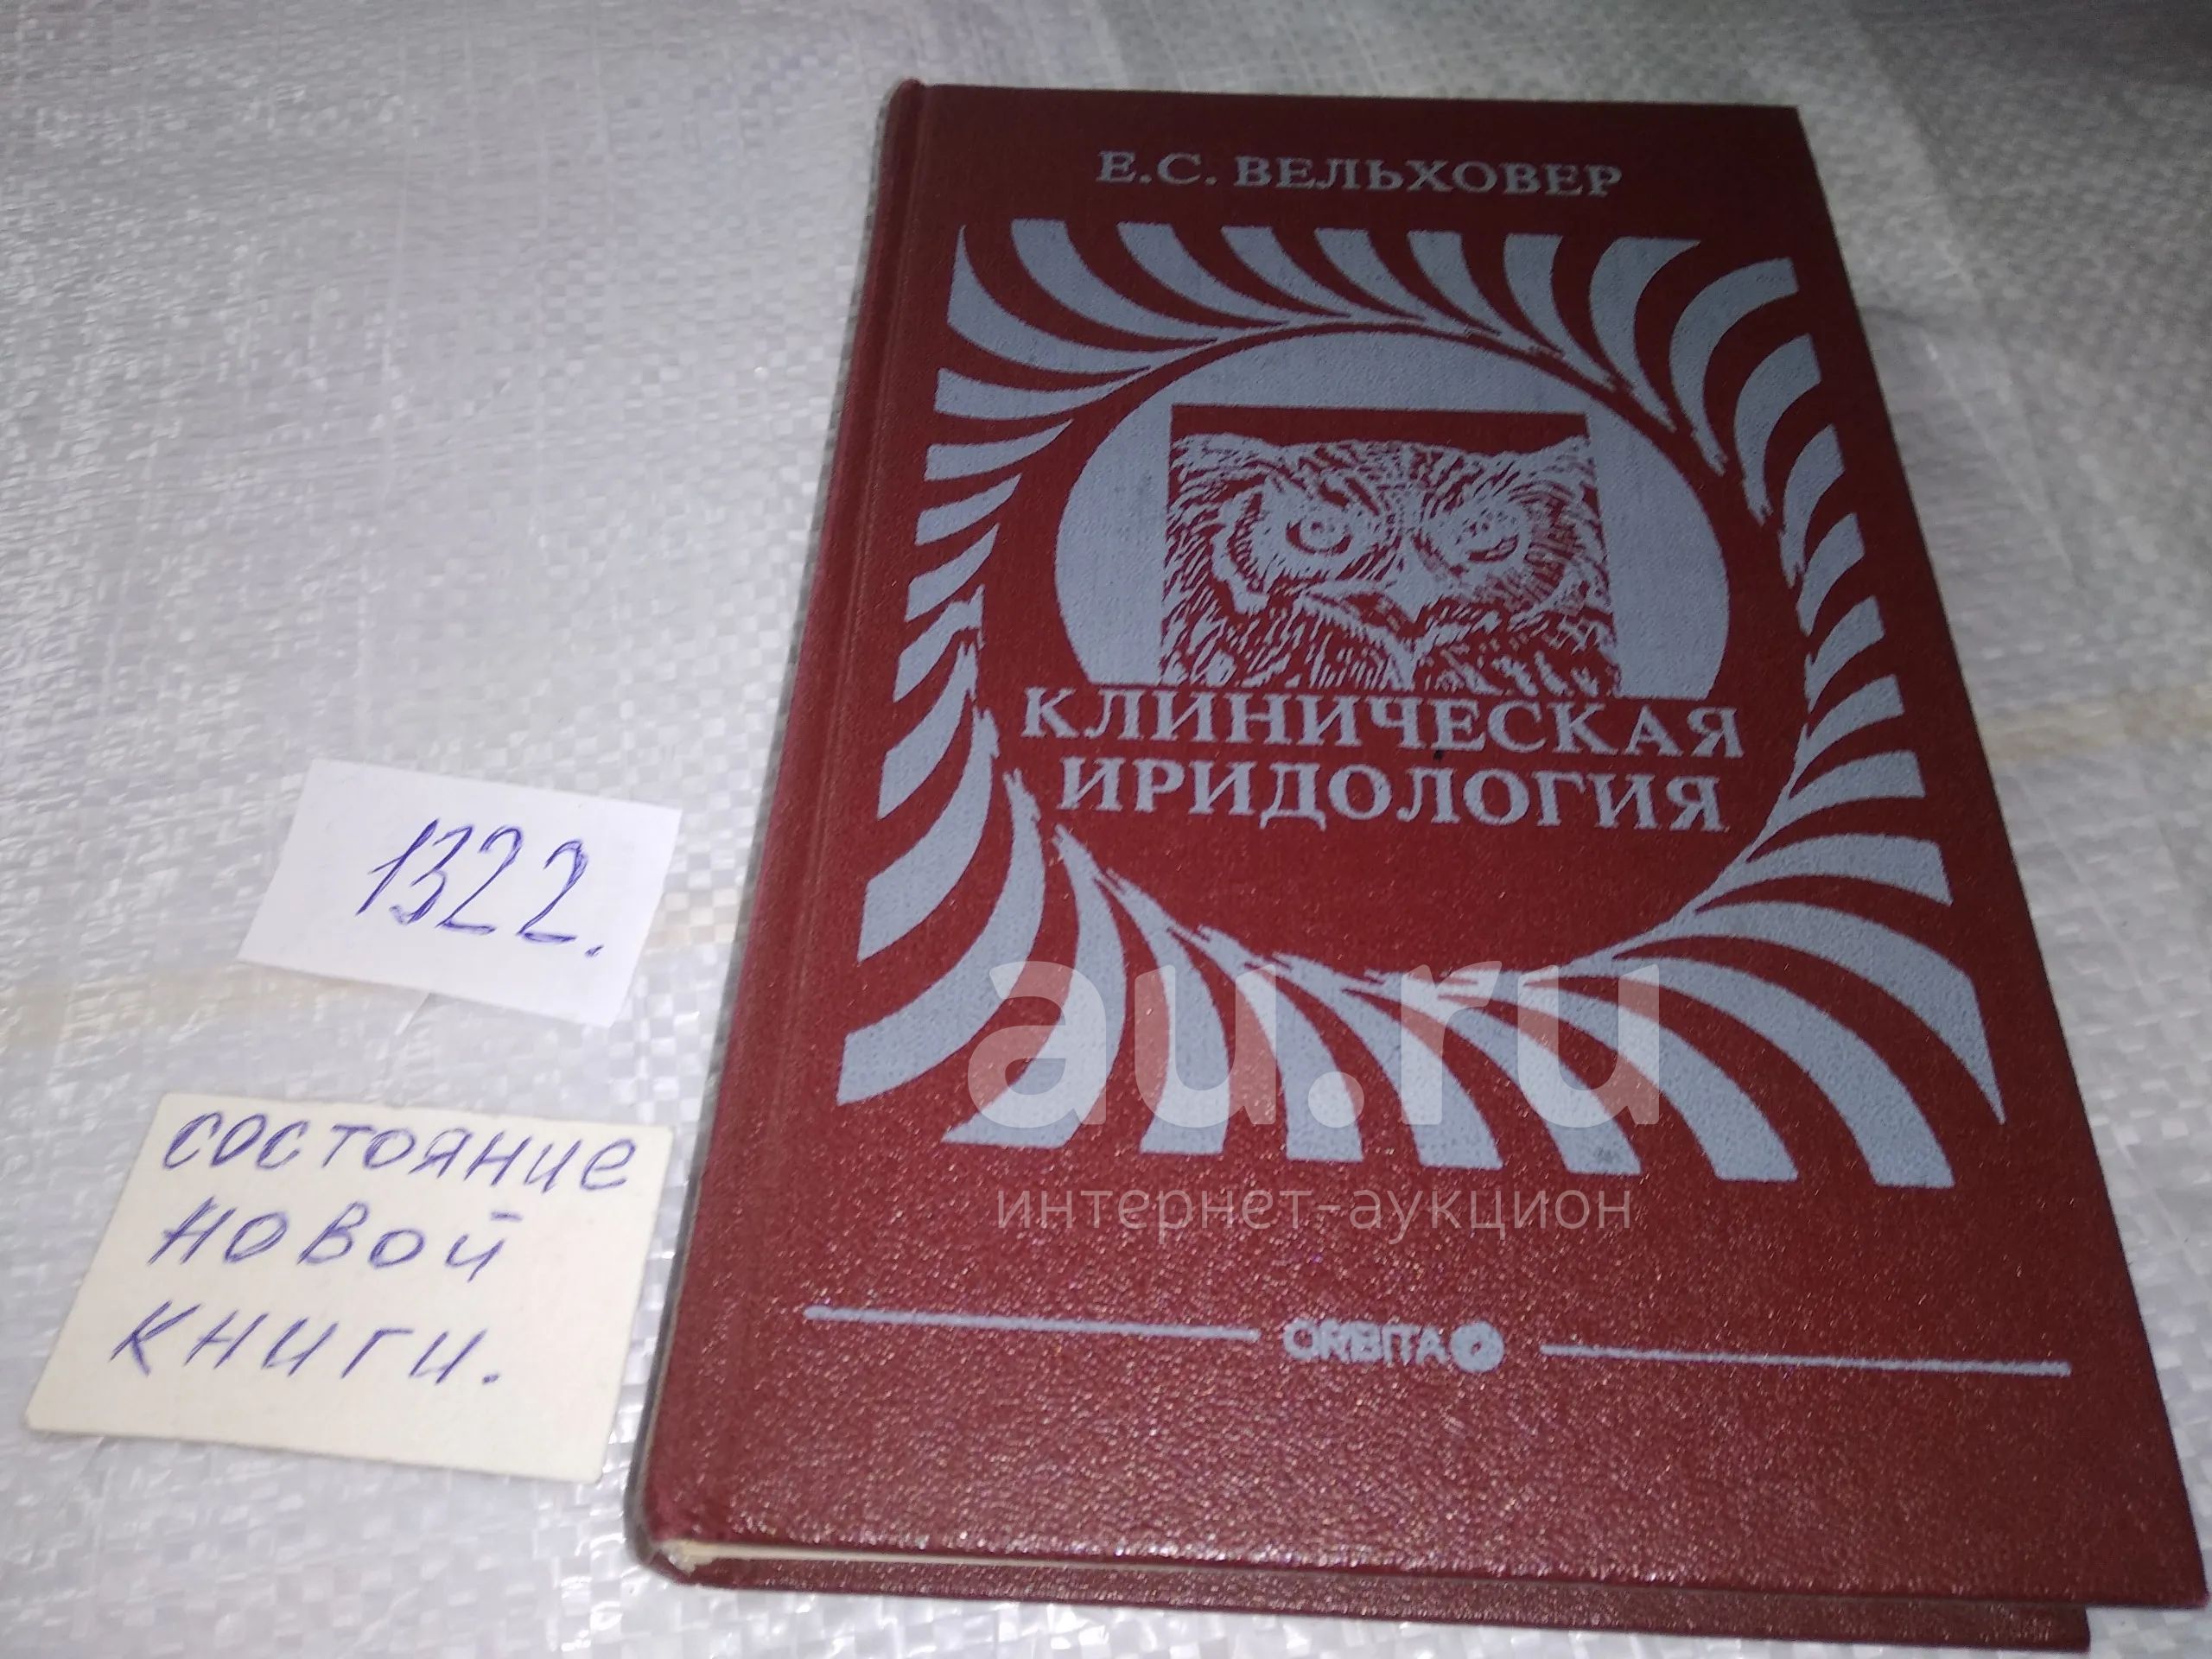 Е.С. ВЕЛЬХОВЕР
КЛИНИЧЕСКАЯ
ИРИДОЛОГИЯ
1322.
состояние
новой
книги.
au.ru
интернет-аукцион
ORBITA